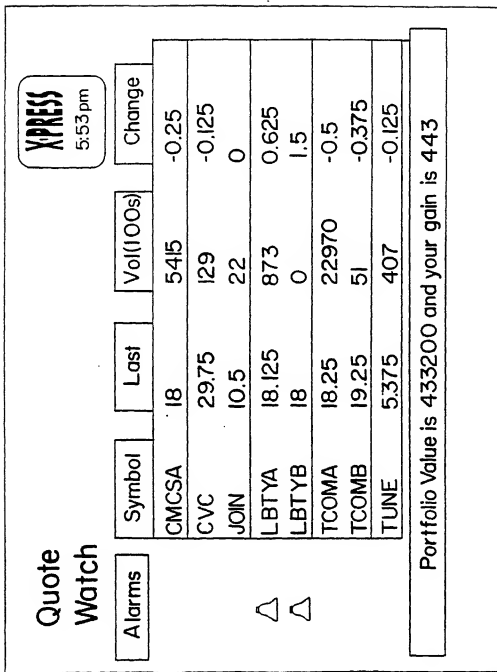 Quote
Watch
X·PRESS
5:53pm
Alarms Symbol Last Vol(100s) Change
CMCSA 18 5415 -0.25
CVC 29.75 129 -0.125
JOIN 10.5 22 0
LBTYA 18.125 873 0.625
LBTYB 18 0 1.5
TCOMA 18.25 22970 -0.5
TCOMB 19.25 51 -0.375
TUNE 5.375 407 -0.125
Portfolio Value is 433200 and your gain is 443